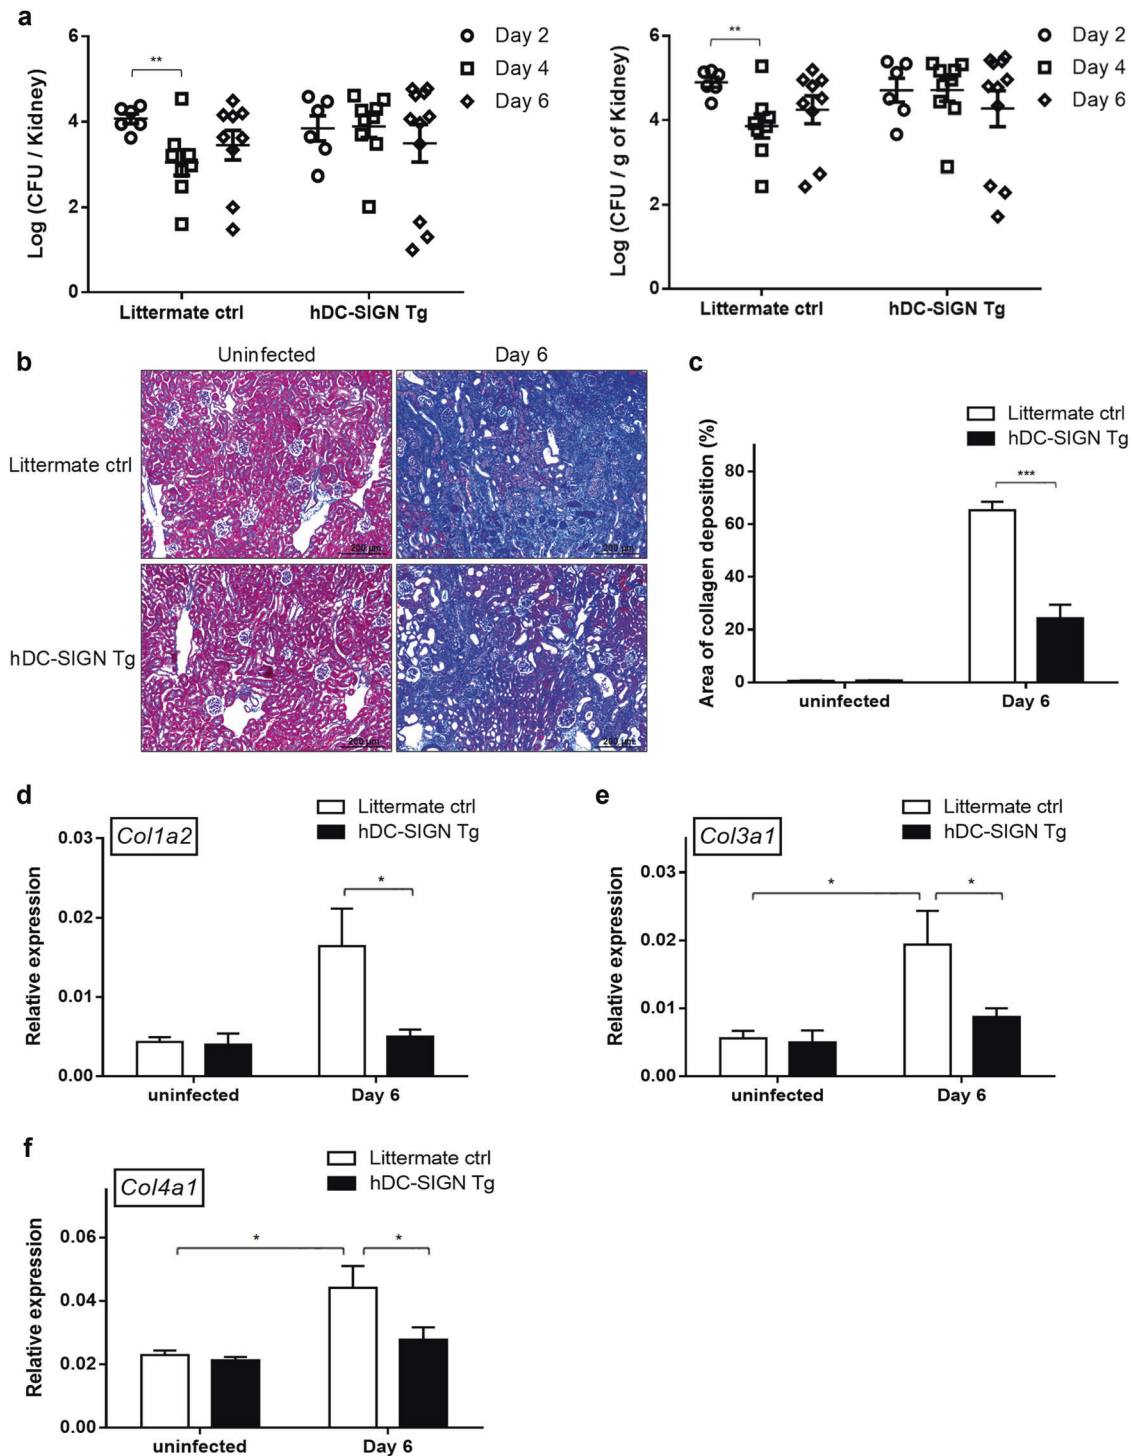 a
6
4
2
0
Log (CFU / Kidney)
**
Day 2
Day 4
Day 6
Littermate ctrl
hDC-SIGN Tg
6
4
2
0
Log (CFU / g of Kidney)
**
Day 2
Day 4
Day 6
Littermate ctrl
hDC-SIGN Tg
b
Uninfected
Day 6
Littermate ctrl
200 µm
200 µm
hDC-SIGN Tg
200 µm
200 µm
c
Littermate ctrl
hDC-SIGN Tg
Area of collagen deposition (%)
80
60
40
20
0
***
uninfected
Day 6
d
Littermate ctrl
hDC-SIGN Tg
Col1a2
Relative expression
0.03
0.02
0.01
0.00
*
uninfected
Day 6
e
Littermate ctrl
hDC-SIGN Tg
Col3a1
Relative expression
0.03
0.02
0.01
0.00
*
*
uninfected
Day 6
f
Littermate ctrl
hDC-SIGN Tg
Col4a1
Relative expression
0.06
0.04
0.02
0.00
*
*
uninfected
Day 6